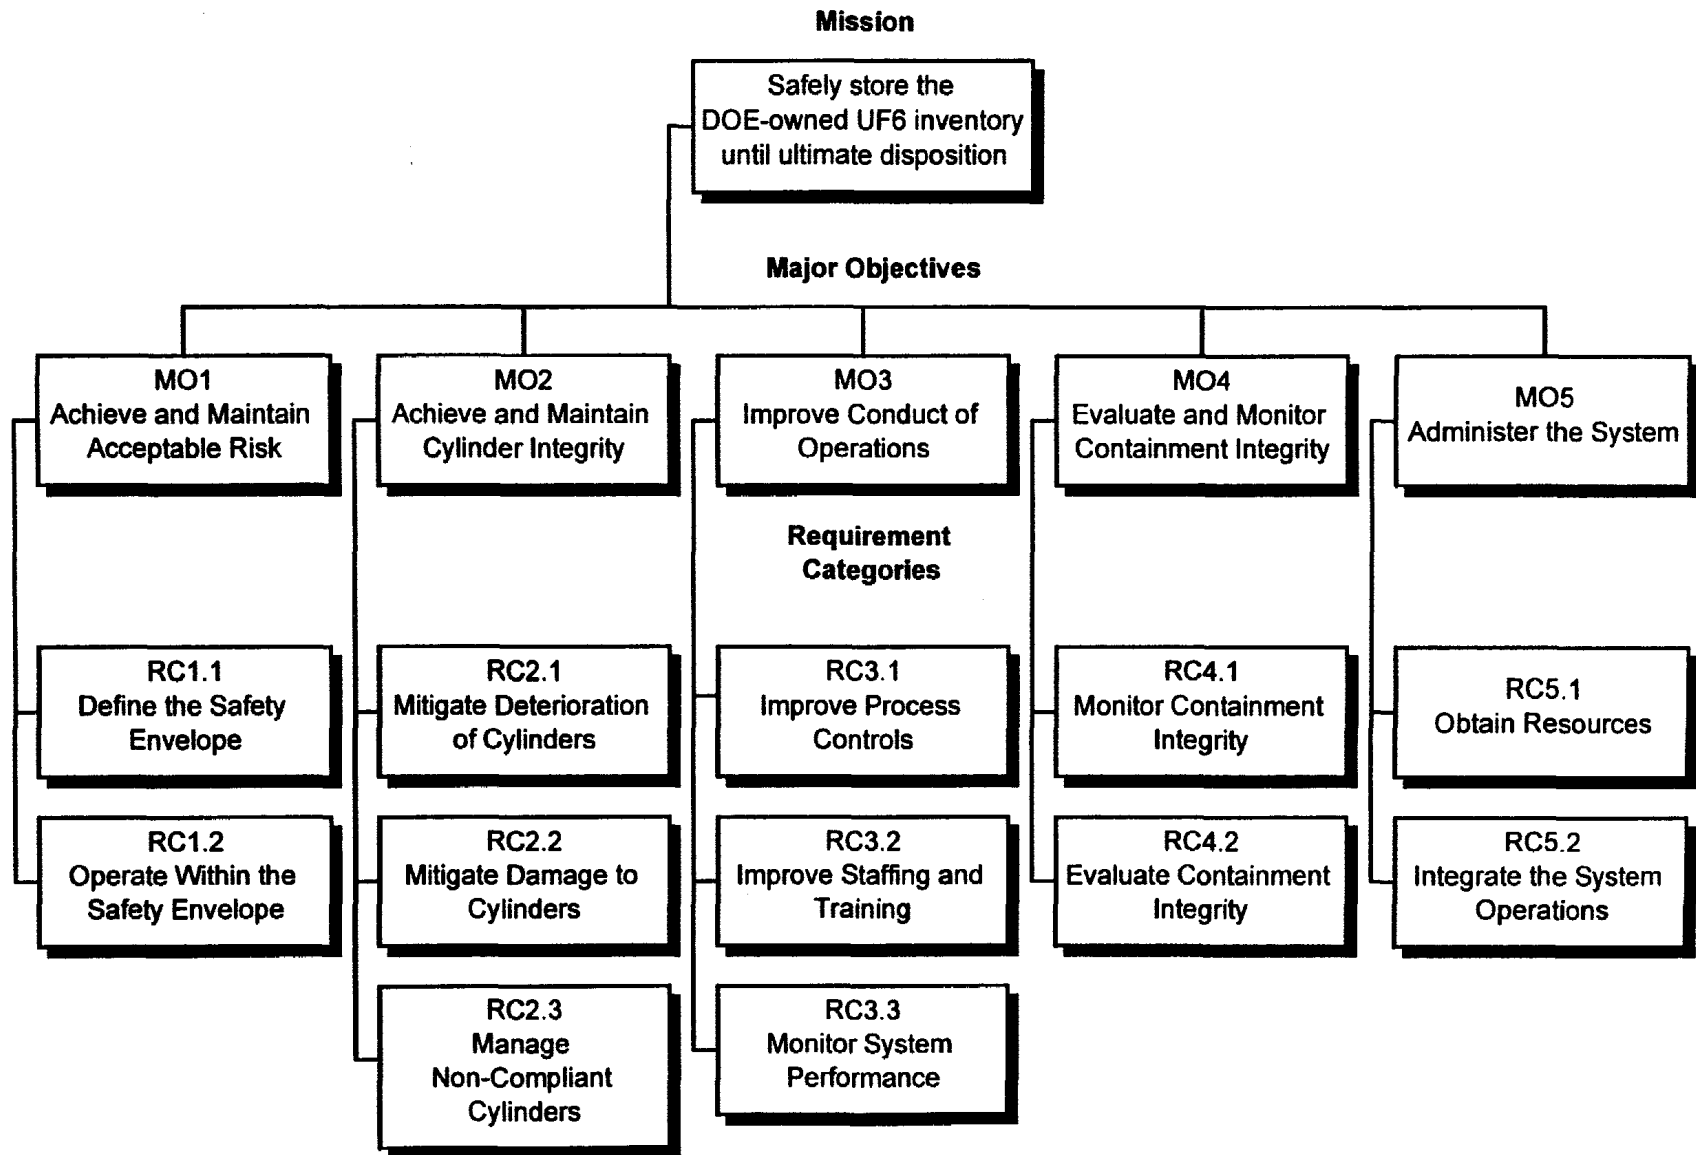 Mission
Safely store the
DOE-owned UF6 inventory
until ultimate disposition
Major Objectives
MO1
Achieve and Maintain
Acceptable Risk
MO2
Achieve and Maintain
Cylinder Integrity
MO3
Improve Conduct of
Operations
MO4
Evaluate and Monitor
Containment Integrity
MO5
Administer the System
Requirement
Categories
RC1.1
Define the Safety
Envelope
RC2.1
Mitigate Deterioration
of Cylinders
RC3.1
Improve Process
Controls
RC4.1
Monitor Containment
Integrity
RC5.1
Obtain Resources
RC1.2
Operate Within the
Safety Envelope
RC2.2
Mitigate Damage to
Cylinders
RC3.2
Improve Staffing and
Training
RC4.2
Evaluate Containment
Integrity
RC5.2
Integrate the System
Operations
RC2.3
Manage
Non-Compliant
Cylinders
RC3.3
Monitor System
Performance